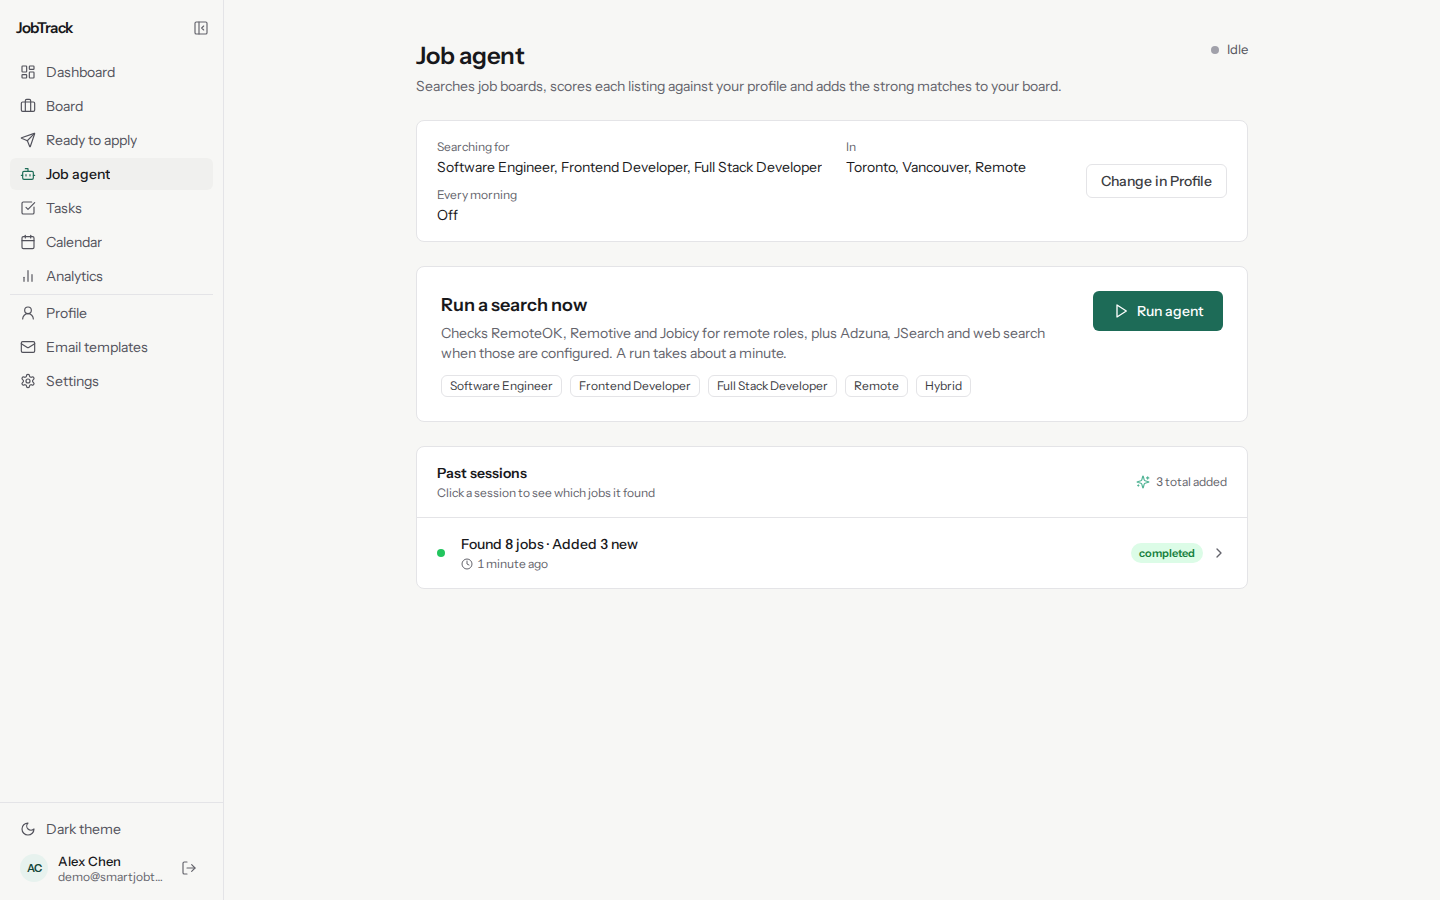 JobTrack
Dashboard
Board
Ready to apply
Job agent
Tasks
Calendar
Analytics
Profile
Email templates
Settings
Dark theme
AC
Alex Chen
demo@smartjobt...
Job agent
Idle
Searches job boards, scores each listing against your profile and adds the strong matches to your board.
Searching for
Software Engineer, Frontend Developer, Full Stack Developer
In
Toronto, Vancouver, Remote
Every morning
Off
Change in Profile
Run a search now
Checks RemoteOK, Remotive and Jobicy for remote roles, plus Adzuna, JSearch and web search
when those are configured. A run takes about a minute.
Run agent
Software Engineer
Frontend Developer
Full Stack Developer
Remote
Hybrid
Past sessions
Click a session to see which jobs it found
3 total added
Found 8 jobs · Added 3 new
1 minute ago
completed